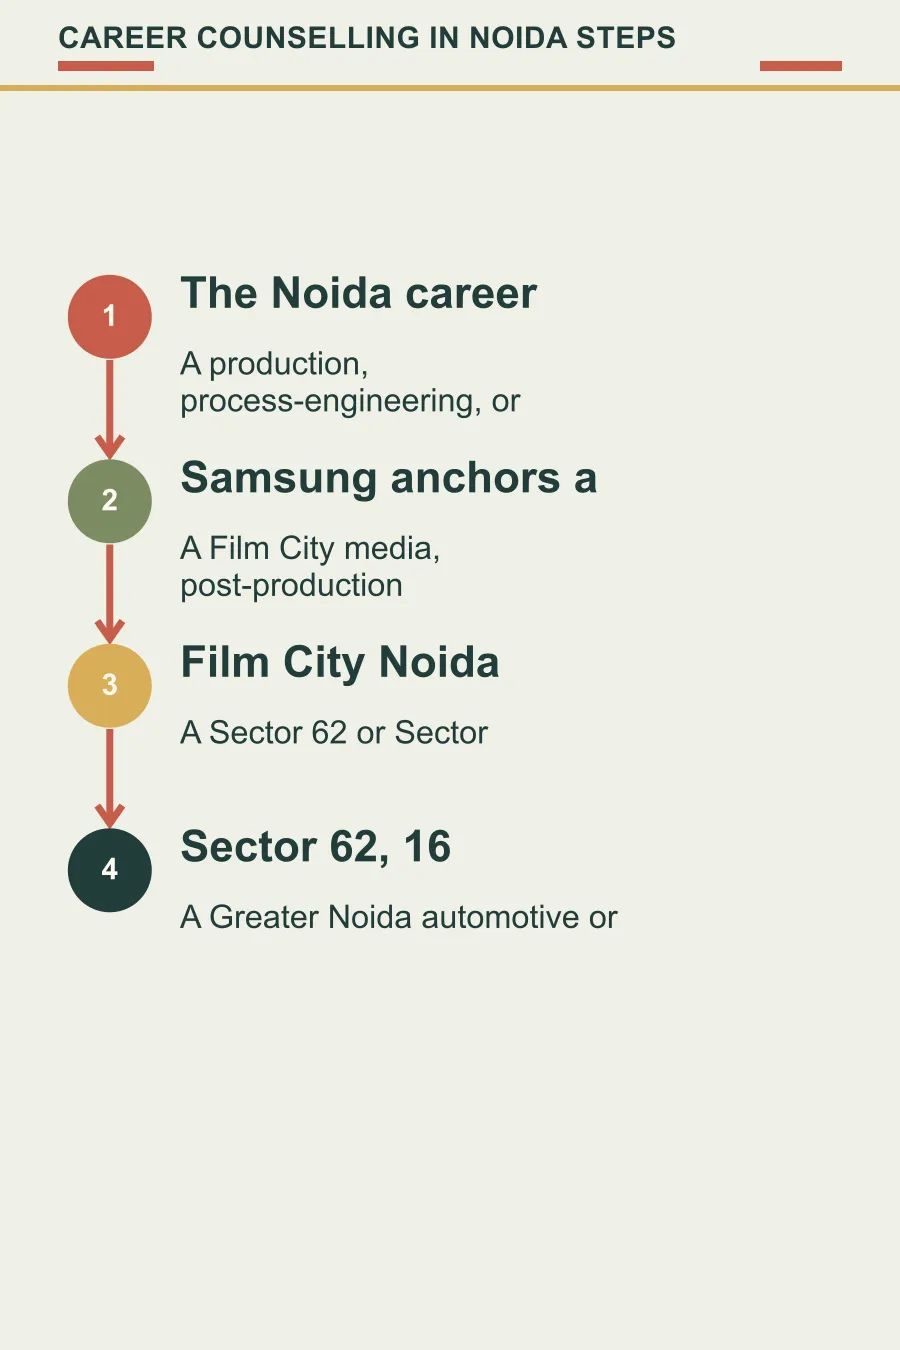 CAREER COUNSELLING IN NOIDA STEPS
1
The Noida career
A production,
process-engineering, or
2
Samsung anchors a
A Film City media,
post-production
3
Film City Noida
A Sector 62 or Sector
4
Sector 62, 16
A Greater Noida automotive or